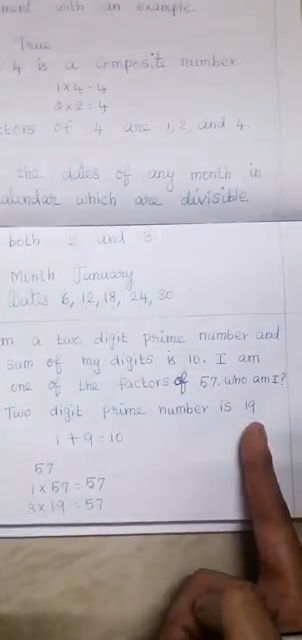 ment with an example.
True
4 is a composite number
1 x 4 = 4
2 x 2 = 4
ctors of 4 are 1, 2, and 4.
the dates of any month in
alendar which are divisible
both 2 and 3.
Month: January
Dates 6, 12, 18, 24, 30
m a two digit prime number and
sum of my digits is 10. I am
one of the factors of 57. who am I?
Two digit prime number is 19
1 + 9 = 10
57
1 x 57 = 57
3 x 19 = 57